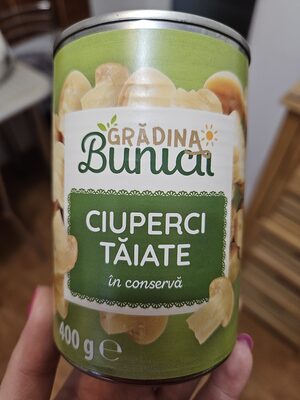 GRĂDINA
Bunicii
CIUPERCI
TĂIATE
în conservă
400 g ℮